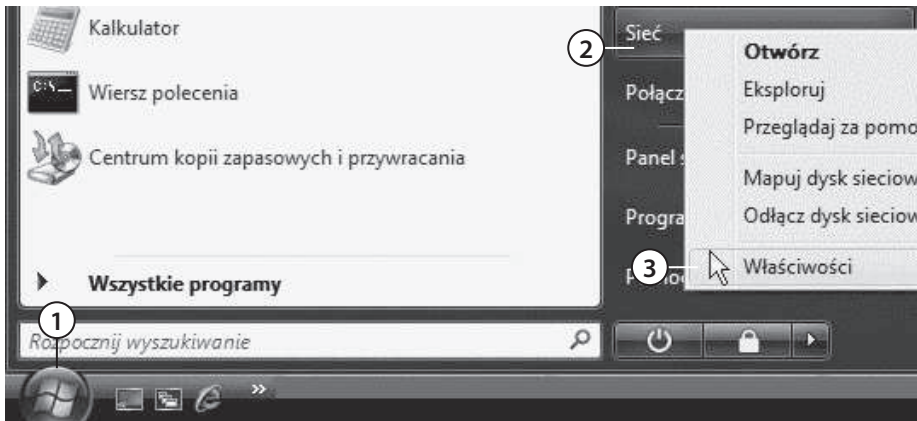 Kalkulator
C:\
Wiersz polecenia
Centrum kopii zapasowych i przywracania
Wszystkie programy
1
Rozpocznij wyszukiwanie
»
2
Sieć
Połącz
Panel
Progra
3
Otwórz
Eksploruj
Przeglądaj za pomo
Mapuj dysk sieciow
Odłącz dysk sieciow
Właściwości